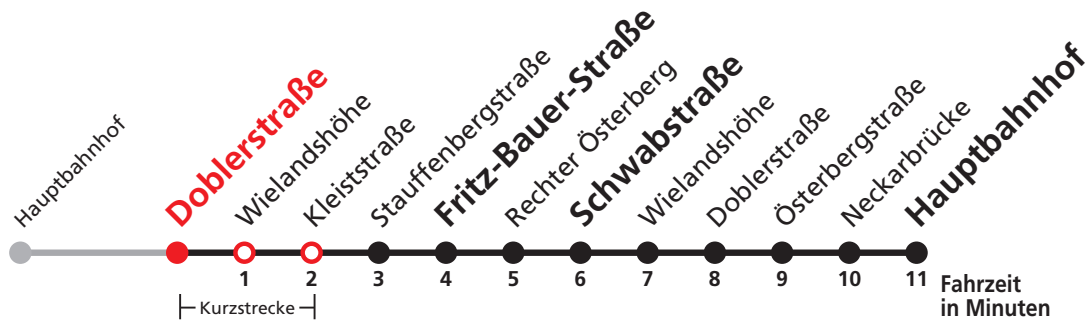 Hauptbahnhof
Doblerstraße
Wielandshöhe
Kleiststraße
Stauffenbergstraße
Fritz-Bauer-Straße
Rechter Österberg
Schwabstraße
Wielandshöhe
Doblerstraße
Österbergstraße
Neckarbrücke
Hauptbahnhof
1 2 3 4 5 6 7 8 9 10 11
Fahrzeit
in Minuten
Kurzstrecke